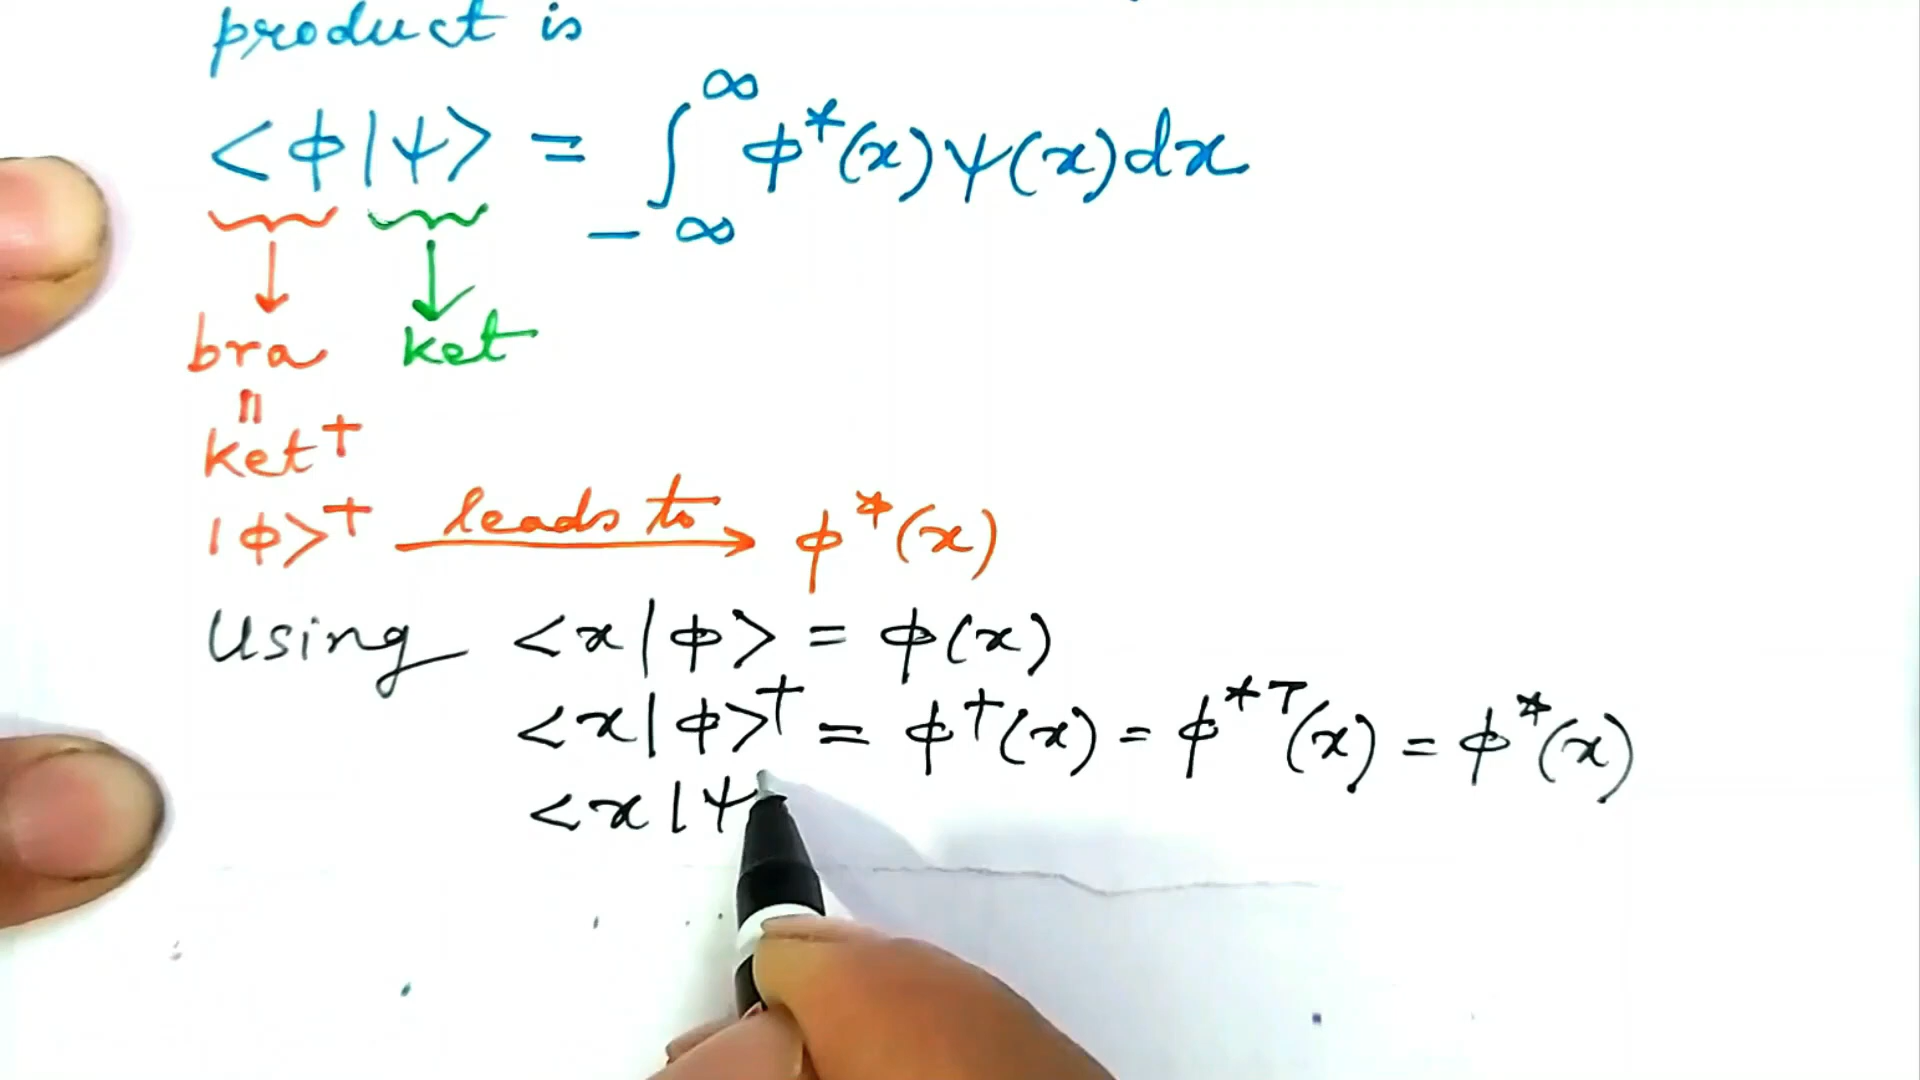 product is
<ϕ|ψ> = ∫_{-∞}^{∞} ϕ*(x) ψ(x) dx
bra ket
=
ket†
|ϕ>† leads to → ϕ*(x)
Using <x|ϕ> = ϕ(x)
<x|ϕ>† = ϕ†(x) = ϕ*ᵀ(x) = ϕ*(x)
<x|ψ